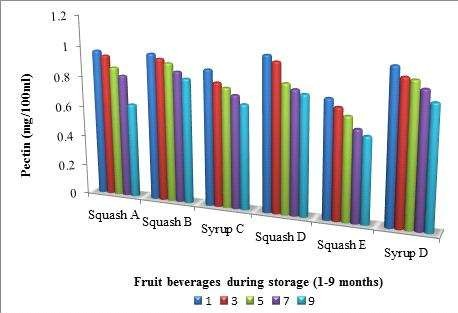 1.2
1
0.8
0.6
0.4
0.2
0
Pectin (mg/100ml)
Squash A Squash B Syrup C Squash D Squash E Syrup D
Fruit beverages during storage (1-9 months)
1 3 5 7 9